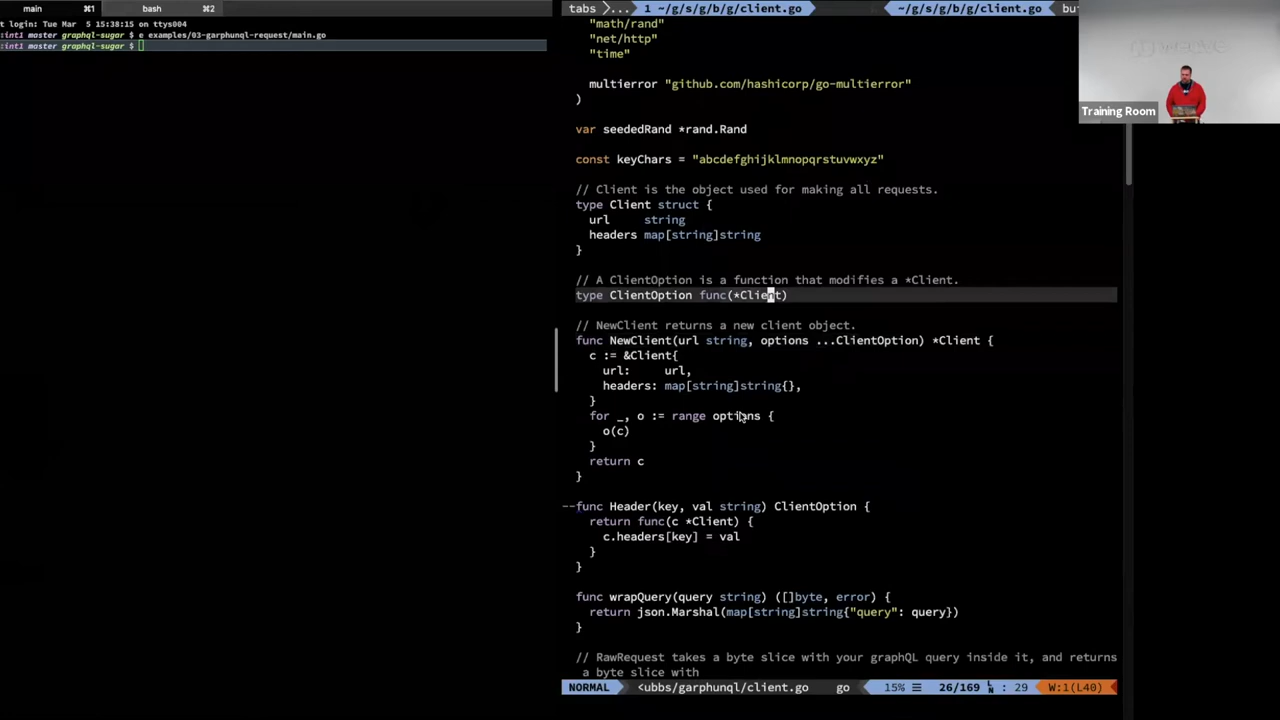 main ⌘1 bash ⌘2
t login: Tue Mar  5 15:38:15 on ttys004
:int1 master graphql-sugar $ e examples/03-garphunql-request/main.go
:int1 master graphql-sugar $
tabs ... 1 ~/g/s/g/b/g/client.go ~/g/s/g/b/g/client.go bu
"math/rand"
"net/http"
"time"
multierror "github.com/hashicorp/go-multierror"
)
var seededRand *rand.Rand
const keyChars = "abcdefghijklmnopqrstuvwxyz"
// Client is the object used for making all requests.
type Client struct {
url     string
headers map[string]string
}
// A ClientOption is a function that modifies a *Client.
type ClientOption func(*Client)
// NewClient returns a new client object.
func NewClient(url string, options ...ClientOption) *Client {
c := &Client{
url:     url,
headers: map[string]string{},
}
for _, o := range options {
o(c)
}
return c
}
--func Header(key, val string) ClientOption {
return func(c *Client) {
c.headers[key] = val
}
}
func wrapQuery(query string) ([]byte, error) {
return json.Marshal(map[string]string{"query": query})
}
// RawRequest takes a byte slice with your graphQL query inside it, and returns
a byte slice with
NORMAL <ubbs/garphunql/client.go go 15% ☰ 26/169 : 29 W:1(L40)
Training Room